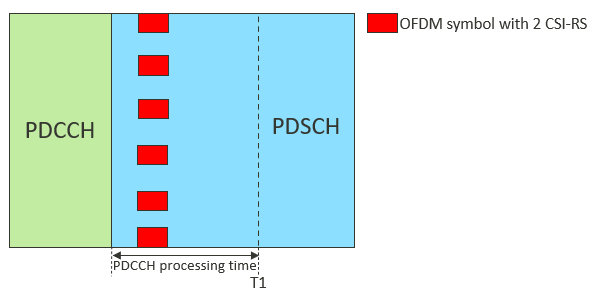 OFDM symbol with 2 CSI-RS
PDCCH
PDSCH
PDCCH processing time
T1